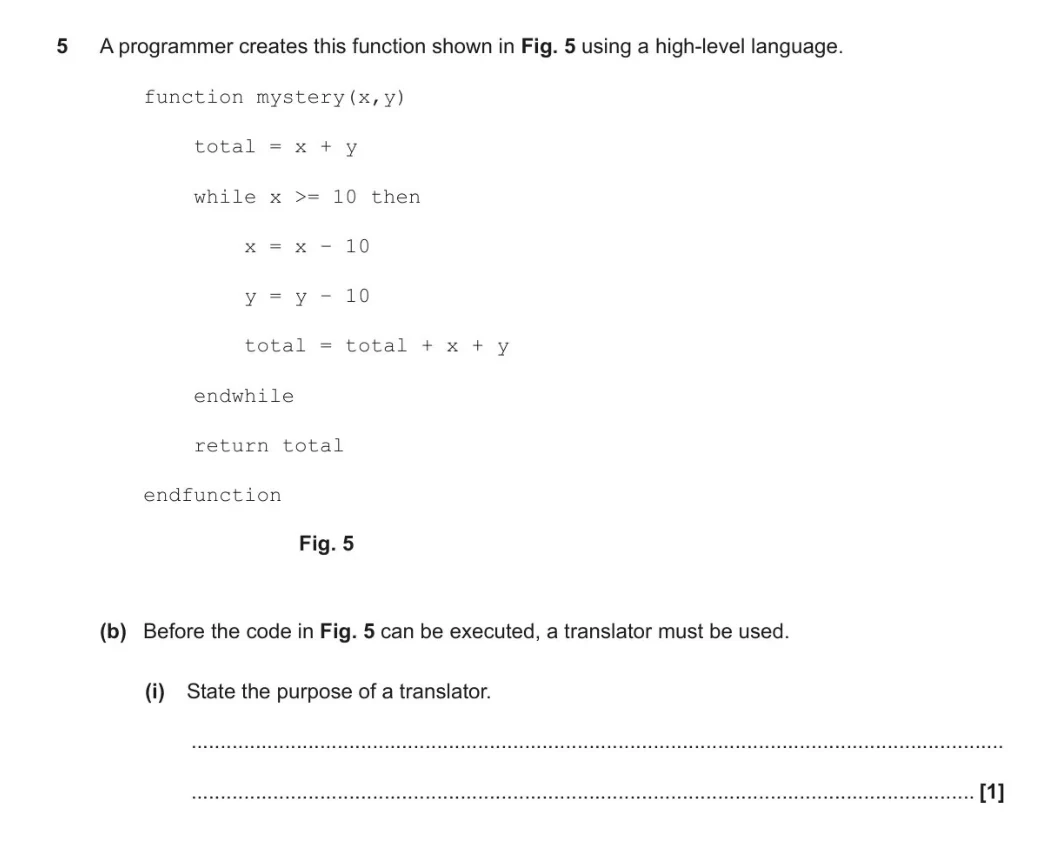 5 A programmer creates this function shown in Fig. 5 using a high-level language.
function mystery(x,y)
total = x + y
while x >= 10 then
x = x - 10
y = y - 10
total = total + x + y
endwhile
return total
endfunction
Fig. 5
(b) Before the code in Fig. 5 can be executed, a translator must be used.
(i) State the purpose of a translator.
[1]